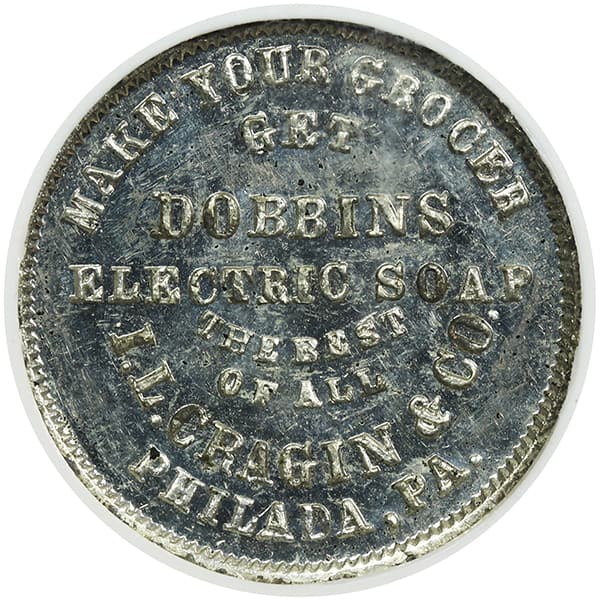 MAKE YOUR GROCER
GET
DOBBINS
ELECTRIC SOAP
THE BEST
OF ALL
I.L. CRAGIN & CO.
PHILADA, PA.